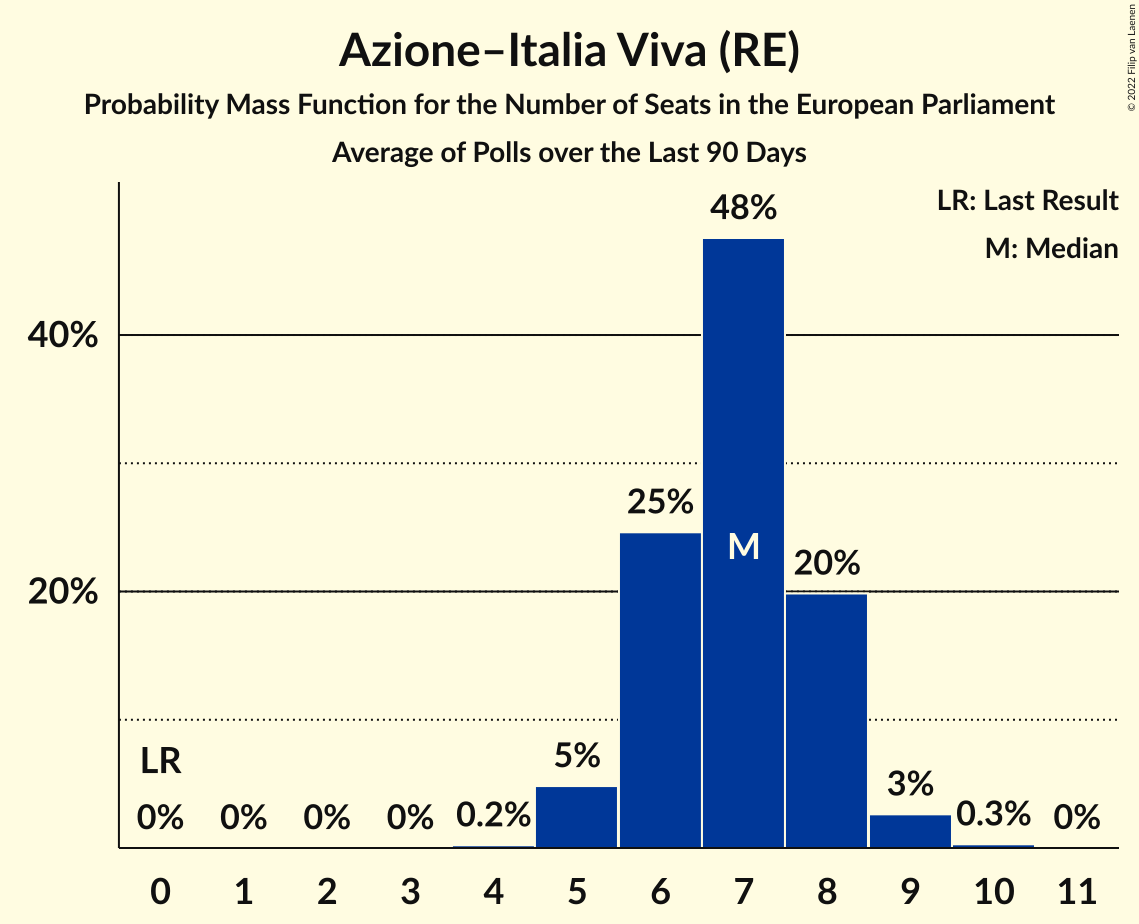 Azione–Italia Viva (RE)
Probability Mass Function for the Number of Seats in the European Parliament
Average of Polls over the Last 90 Days
© 2022 Filip van Laenen
LR: Last Result
M: Median
48%
40%
25%
M
20%
20%
LR
5%
3%
0%
0%
0%
0%
0.2%
0.3%
0%
0 1 2 3 4 5 6 7 8 9 10 11